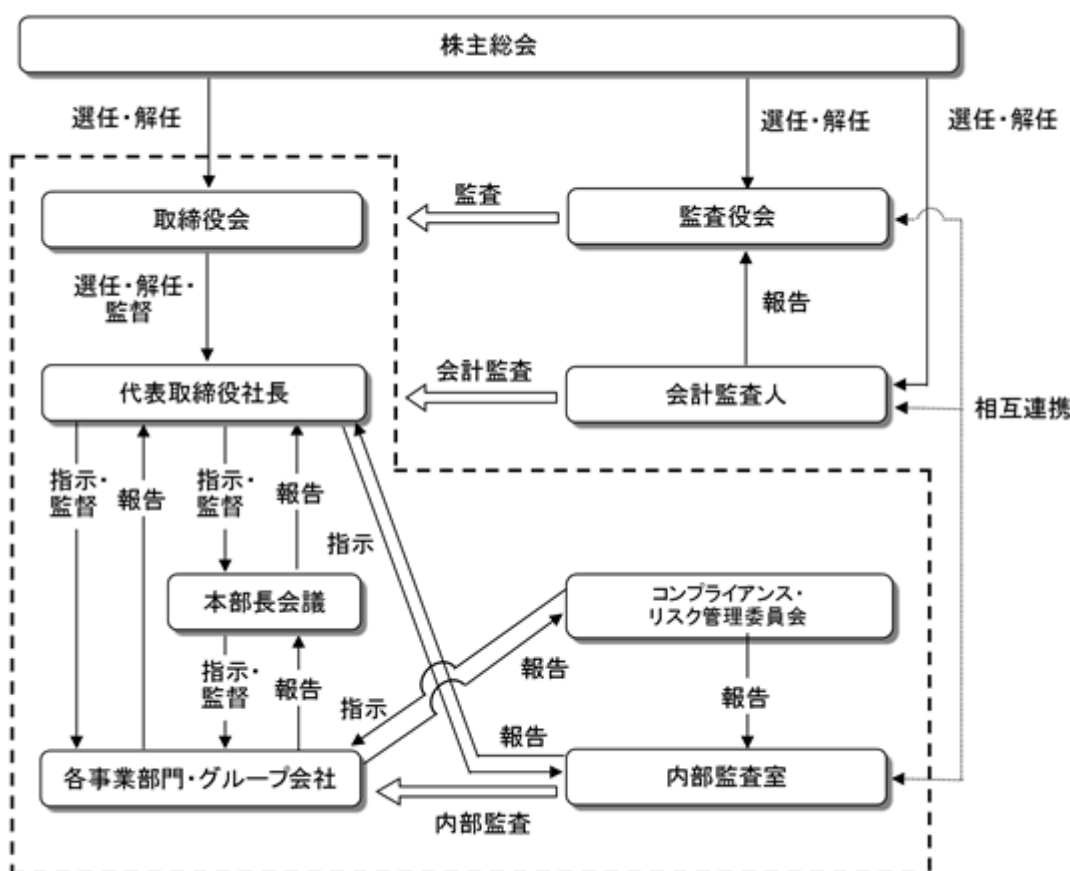 株主総会
選任・解任
選任・解任
選任・解任
取締役会
監査
監査役会
選任・解任・
監督
報告
代表取締役社長
会計監査
会計監査人
相互連携
指示・
監督
報告
指示・
監督
報告
指示
本部長会議
コンプライアンス・
リスク管理委員会
指示・
監督
報告
指示
報告
報告
報告
各事業部門・グループ会社
内部監査
内部監査室